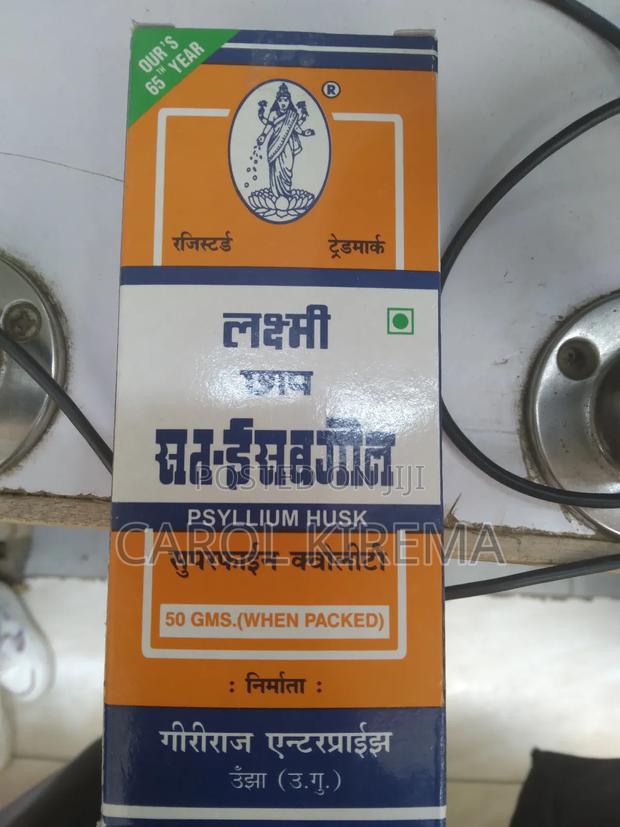 OUR'S
65TH YEAR
®
रजिस्टर्ड ट्रेडमार्क
लक्ष्मी
छाप
सत-ईसबगोल
POSTED ON JIJI
PSYLLIUM HUSK
CAROL KIREMA
सुपरफाईन क्वोलीटी
50 GMS.(WHEN PACKED)
: निर्माता :
गीरीराज एन्टरप्राईझ
उँझा (उ.गु.)